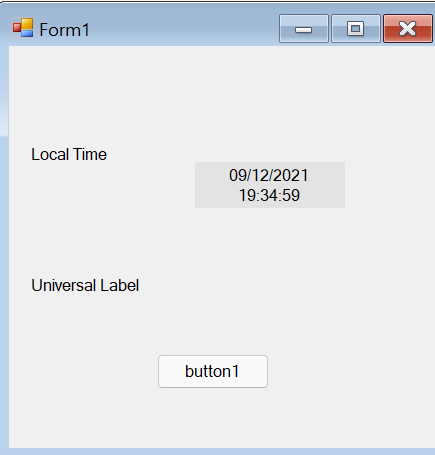 Form1
Local Time
09/12/2021
19:34:59
Universal Label
button1